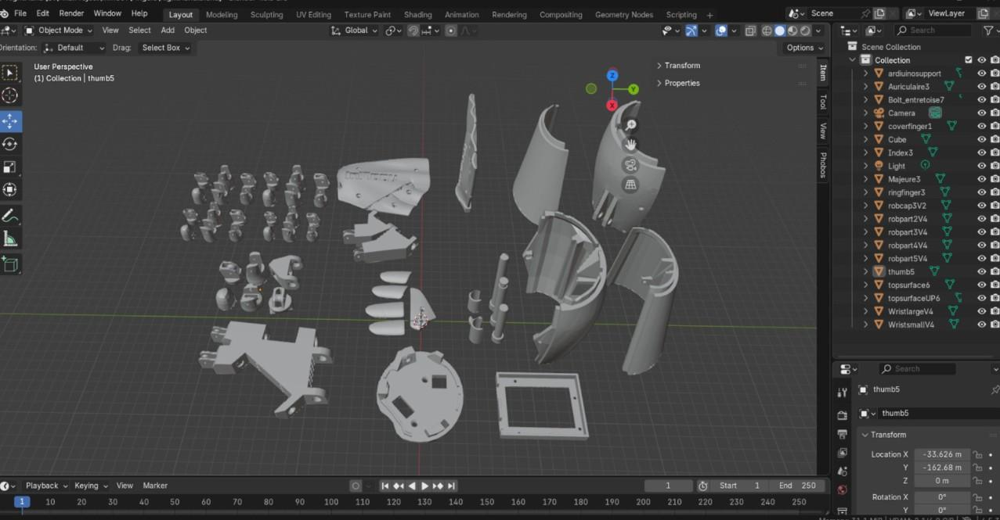 File Edit Render Window Help Layout Modeling Sculpting UV Editing Texture Paint Shading Animation Rendering Compositing Geometry Nodes Scripting + Scene ViewLayer
Object Mode View Select Add Object Global Search
Orientation: Default Drag: Select Box Options
User Perspective
(1) Collection | thumb5
Transform
Properties
Item
Tool
View
Phobos
Z
Y
X
Scene Collection
Collection
ardiuinosupport
Auriculaire3
Bolt_entretoise7
Camera
coverfinger1
Cube
Index3
Light
Majeure3
ringfinger3
robcap3V2
robpart2V4
robpart3V4
robpart4V4
robpart5V4
thumb5
topsurface6
topsurfaceUP6
WristlargeV4
WristsmallV4
Search
thumb5
thumb5
Transform
Location X -33.626 m
Y -162.68 m
Z 0 m
Rotation X 0°
Y 0°
Playback Keying View Marker 1 Start 1 End 250
1 10 20 30 40 50 60 70 80 90 100 110 120 130 140 150 160 170 180 190 200 210 220 230 240 250